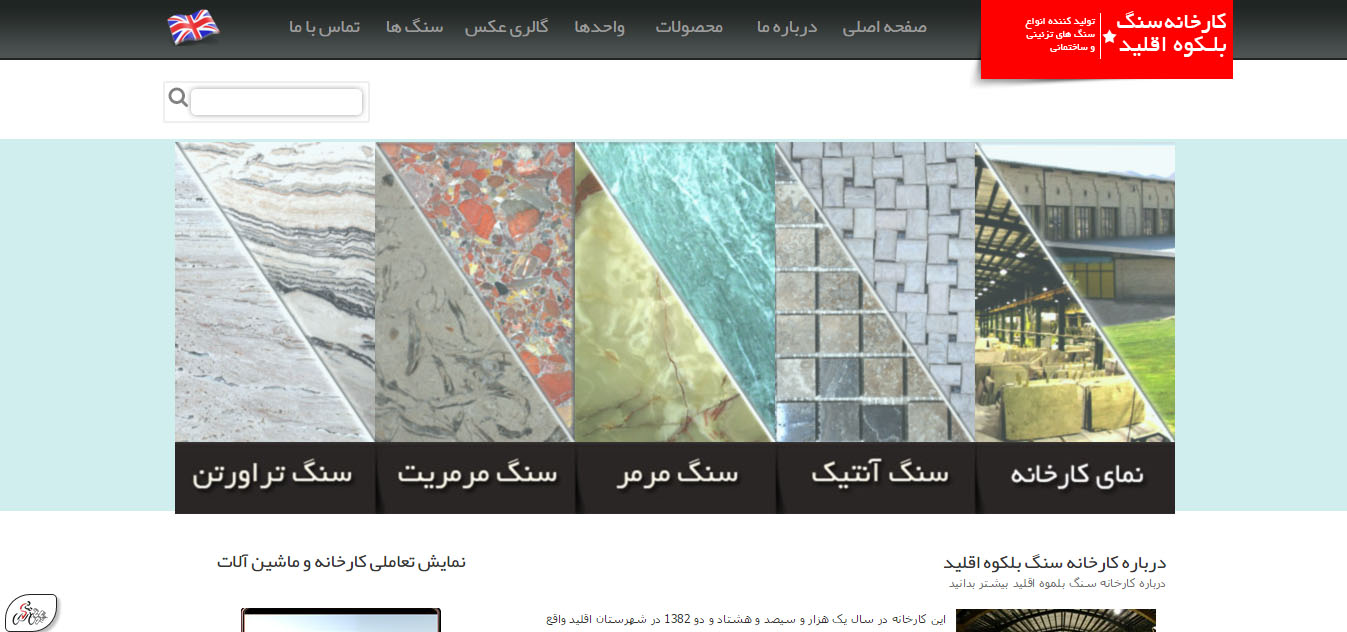 کارخانه سنگ
بلکوه اقلید
تولید کننده انواع
سنگ های تزئینی
و ساختمانی
صفحه اصلی درباره ما محصولات واحدها گالری عکس سنگ ها تماس با ما
نمای کارخانه سنگ آنتیک سنگ مرمر سنگ مرمریت سنگ تراورتن
درباره کارخانه سنگ بلکوه اقلید
درباره کارخانه سنگ بلموه اقلید بیشتر بدانید
این کارخانه در سال یک هزار و سیصد و هشتاد و دو 1382 در شهرستان اقلید واقع
نمایش تعاملی کارخانه و ماشین آلات